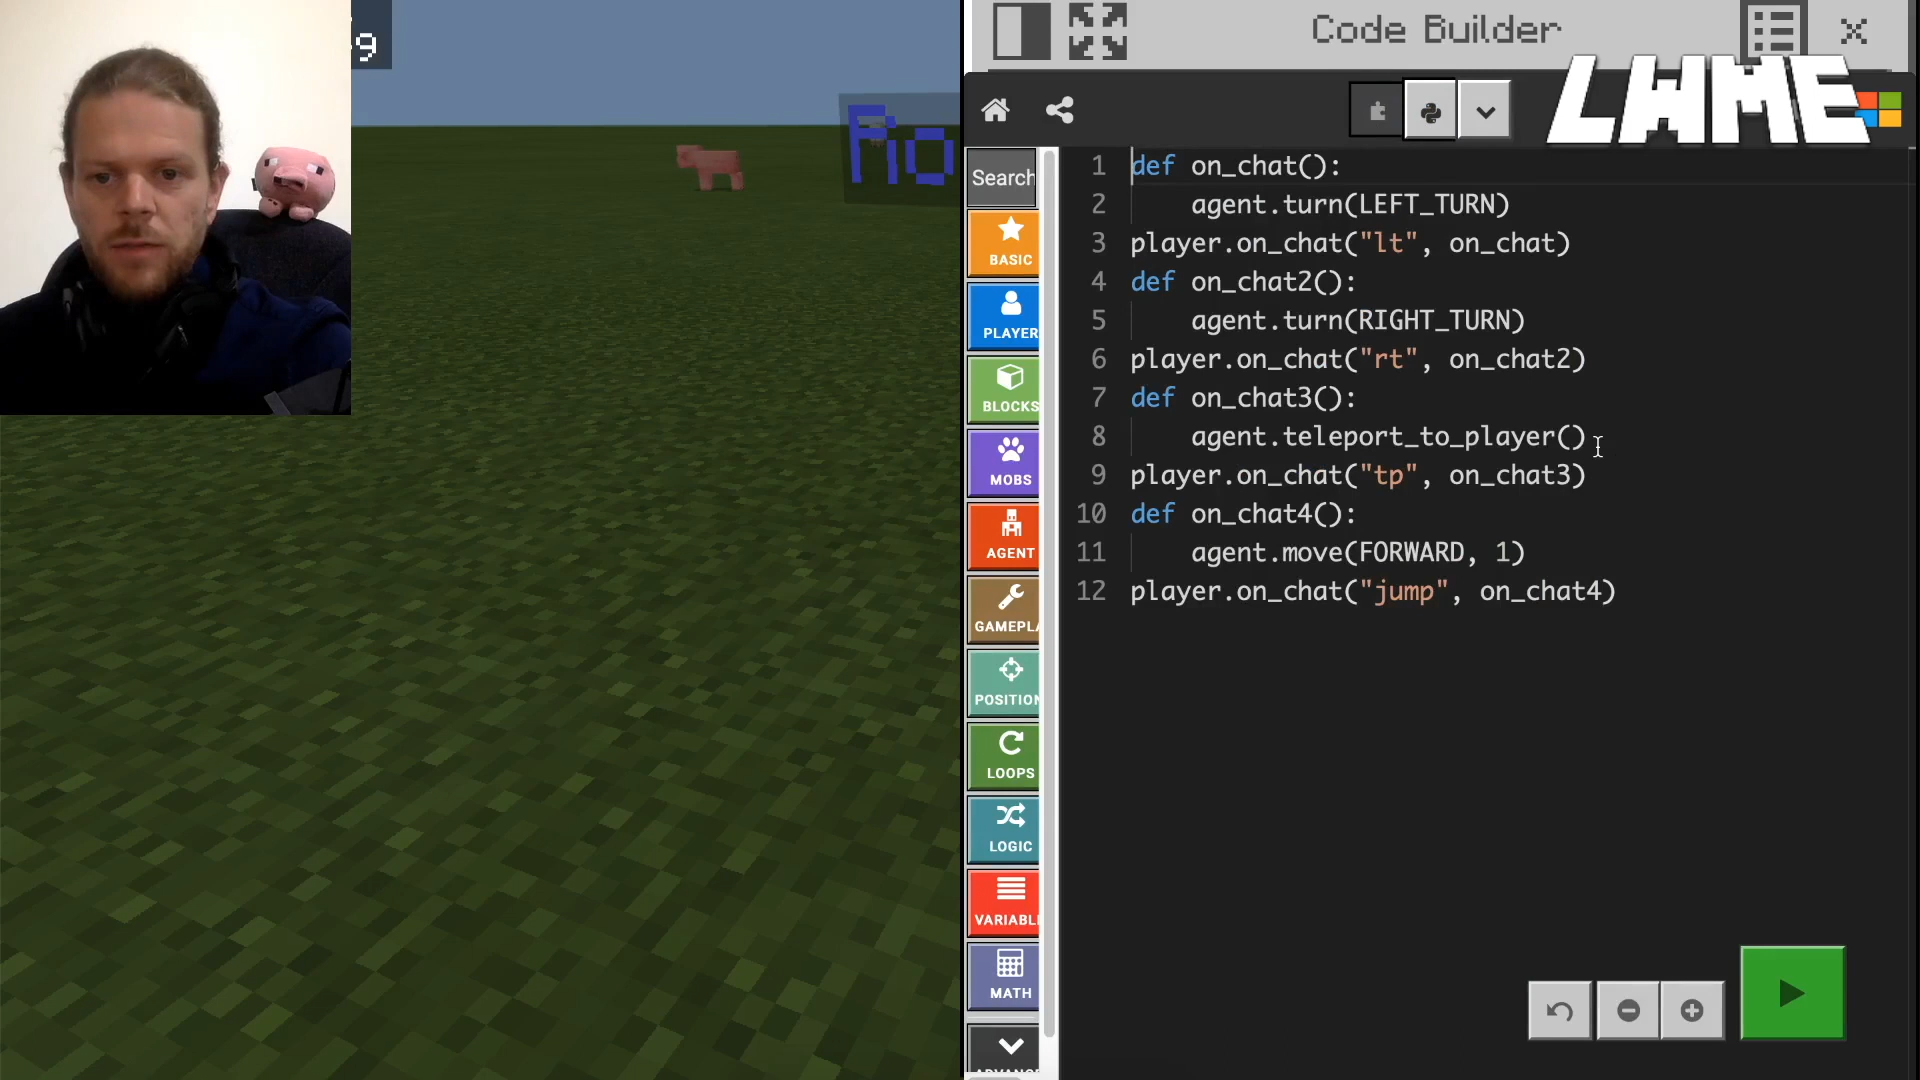 g
Rio
Code Builder
LWME
Search
BASIC
PLAYER
BLOCKS
MOBS
AGENT
GAMEPLA
POSITION
LOOPS
LOGIC
VARIABL
MATH
1 def on_chat():
2 agent.turn(LEFT_TURN)
3 player.on_chat("lt", on_chat)
4 def on_chat2():
5 agent.turn(RIGHT_TURN)
6 player.on_chat("rt", on_chat2)
7 def on_chat3():
8 agent.teleport_to_player()
9 player.on_chat("tp", on_chat3)
10 def on_chat4():
11 agent.move(FORWARD, 1)
12 player.on_chat("jump", on_chat4)